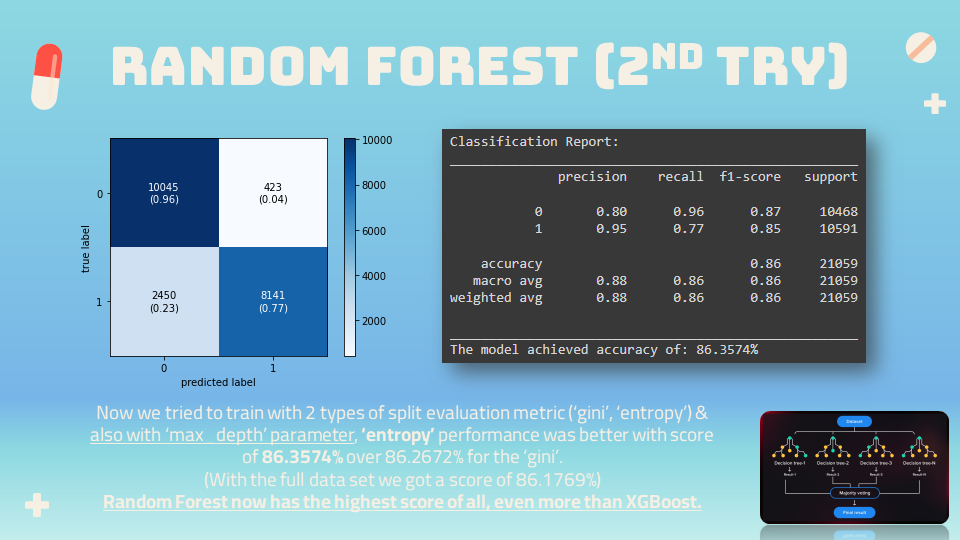 RANDOM FOREST (2ND TRY)
10045
(0.96)
423
(0.04)
2450
(0.23)
8141
(0.77)
0
1
true label
0 1
predicted label
10000
8000
6000
4000
2000
Classification Report:
precision recall f1-score support
0 0.80 0.96 0.87 10468
1 0.95 0.77 0.85 10591
accuracy 0.86 21059
macro avg 0.88 0.86 0.86 21059
weighted avg 0.88 0.86 0.86 21059
The model achieved accuracy of: 86.3574%
Now we tried to train with 2 types of split evaluation metric ('gini', 'entropy') &
also with 'max_depth' parameter, 'entropy' performance was better with score
of 86.3574% over 86.2672% for the 'gini'.
(With the full data set we got a score of 86.1769%)
Random Forest now has the highest score of all, even more than XGBoost.
Dataset
Decision tree-1 Decision tree-2 Decision tree-3 Decision tree-N
Result-1
Majority voting
Final result